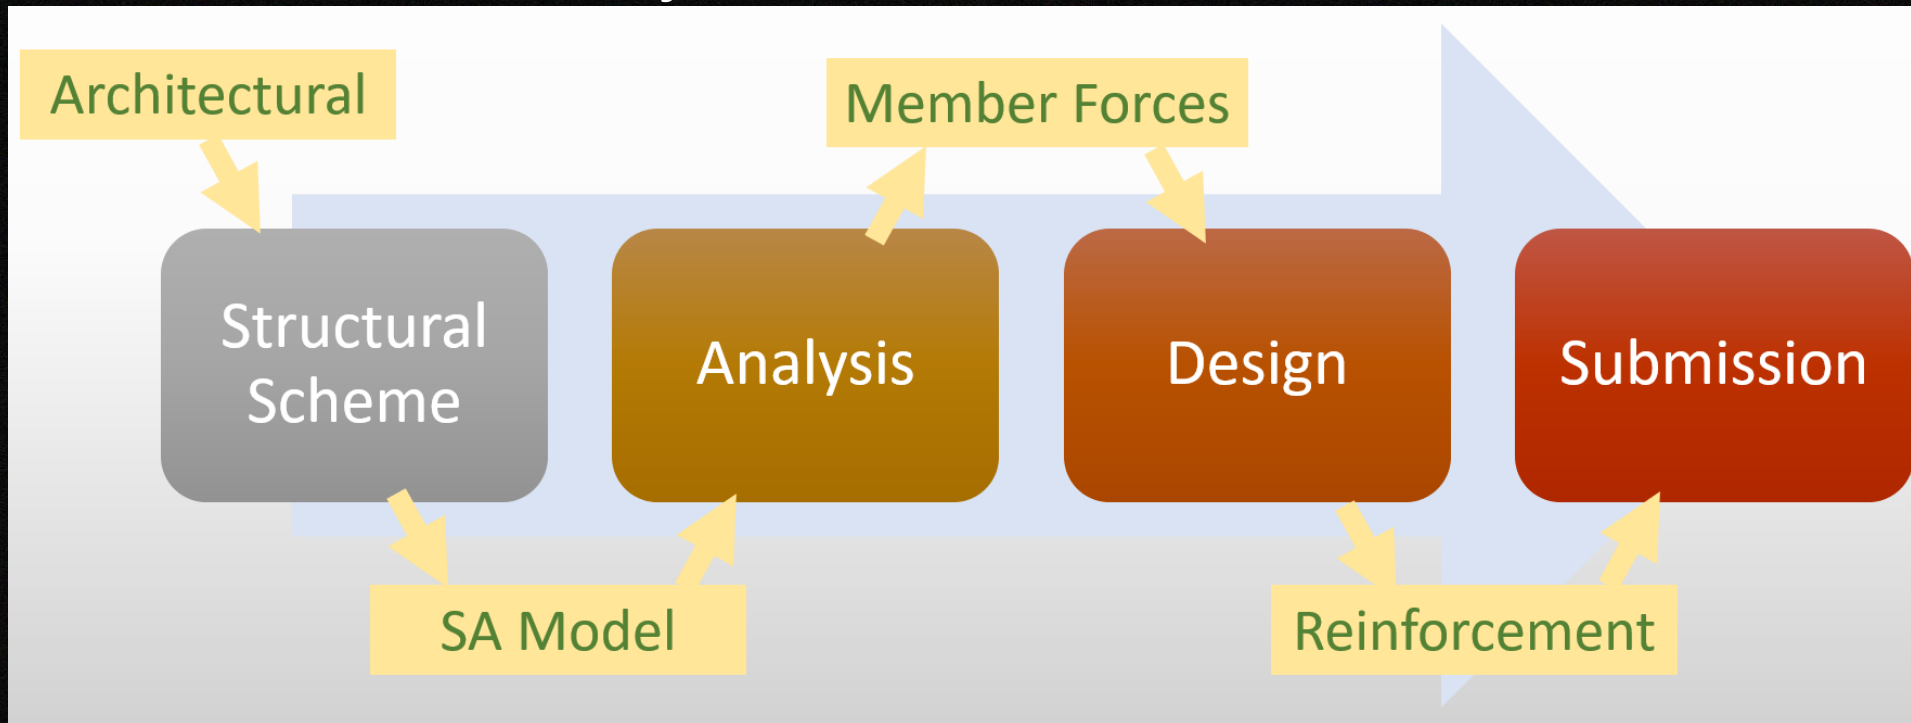 Architectural
Member Forces
Structural
Scheme
Analysis
Design
Submission
SA Model
Reinforcement